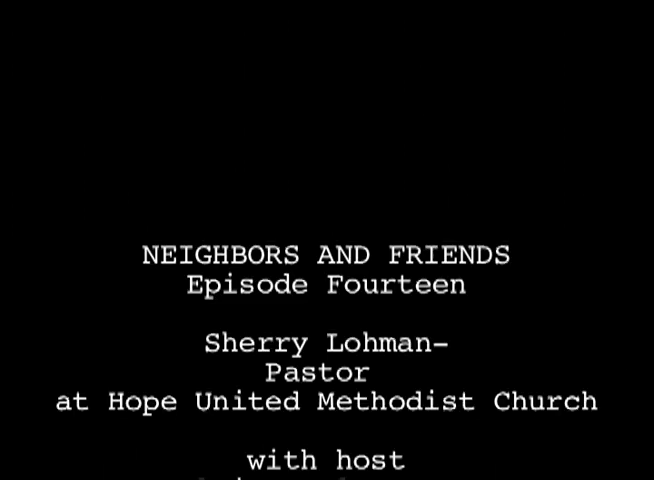 NEIGHBORS AND FRIENDS
Episode Fourteen
Sherry Lohman-
Pastor
at Hope United Methodist Church
with host